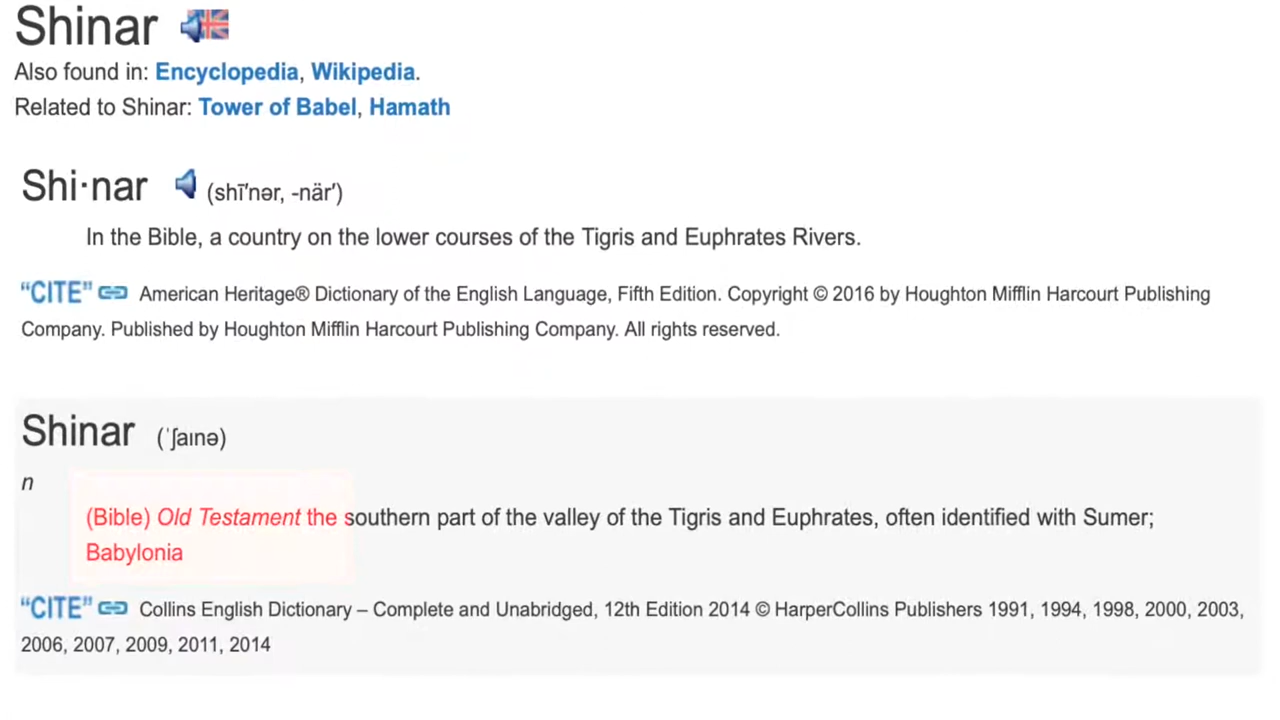 Shinar
Also found in: Encyclopedia, Wikipedia.
Related to Shinar: Tower of Babel, Hamath
Shi·nar (shī′nər, -när′)
In the Bible, a country on the lower courses of the Tigris and Euphrates Rivers.
“CITE” American Heritage® Dictionary of the English Language, Fifth Edition. Copyright © 2016 by Houghton Mifflin Harcourt Publishing
Company. Published by Houghton Mifflin Harcourt Publishing Company. All rights reserved.
Shinar (ˈʃaɪnə)
n
(Bible) Old Testament the southern part of the valley of the Tigris and Euphrates, often identified with Sumer;
Babylonia
“CITE” Collins English Dictionary – Complete and Unabridged, 12th Edition 2014 © HarperCollins Publishers 1991, 1994, 1998, 2000, 2003,
2006, 2007, 2009, 2011, 2014